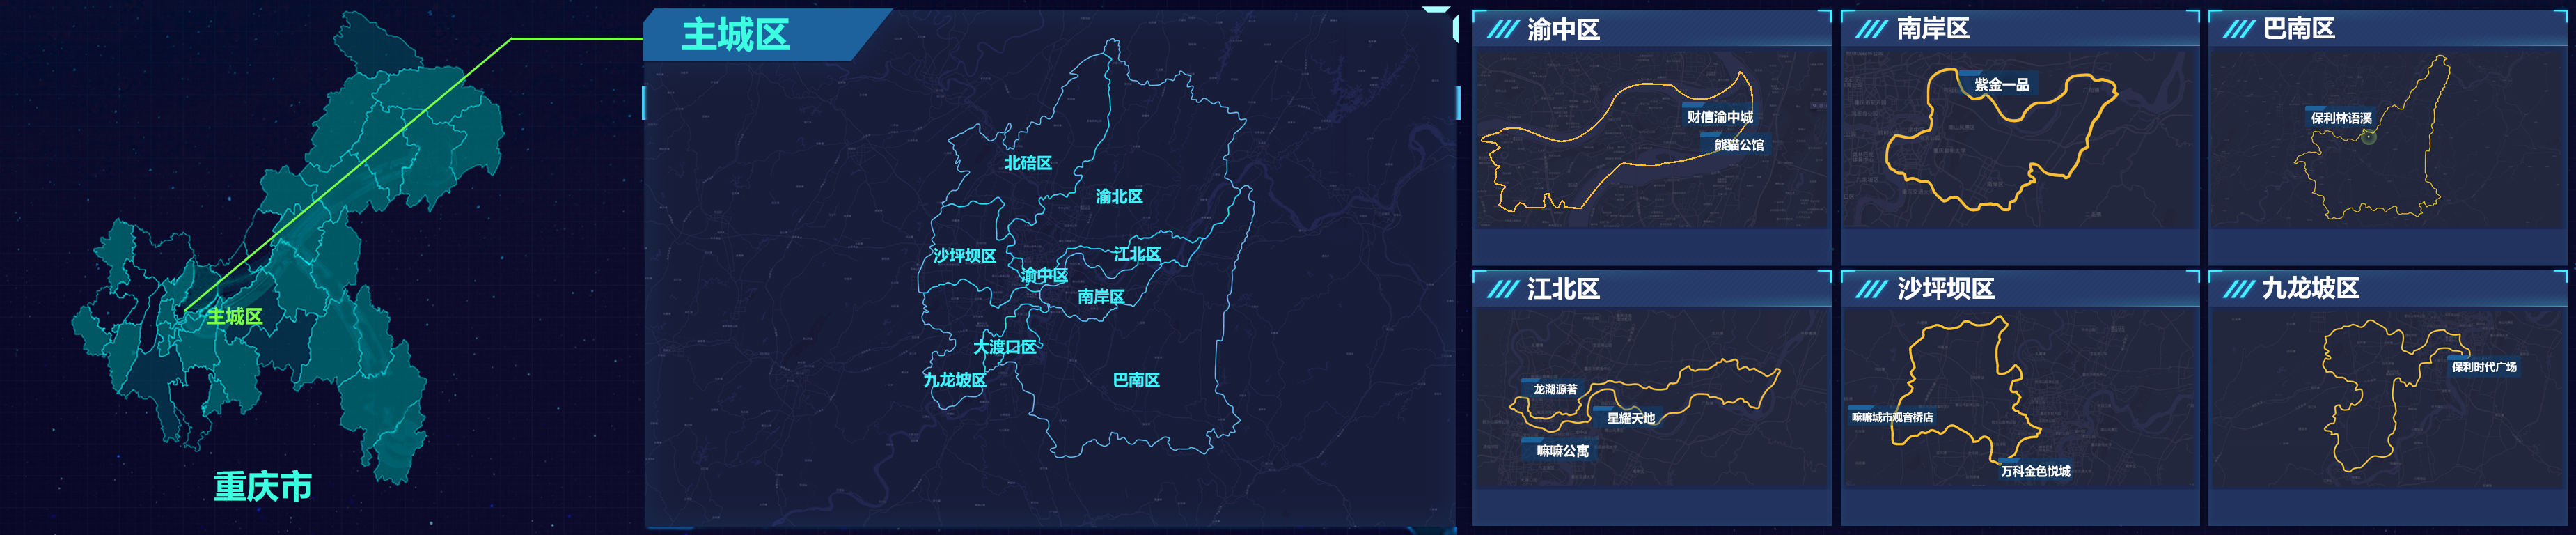 主城区
重庆市
主城区
北碚区
渝北区
沙坪坝区
江北区
渝中区
南岸区
大渡口区
九龙坡区
巴南区
渝中区
财信渝中城
熊猫公馆
南岸区
紫金一品
巴南区
保利林语溪
江北区
龙湖源著
星耀天地
嘛嘛公寓
沙坪坝区
嘛嘛城市观音桥店
万科金色悦城
九龙坡区
保利时代广场